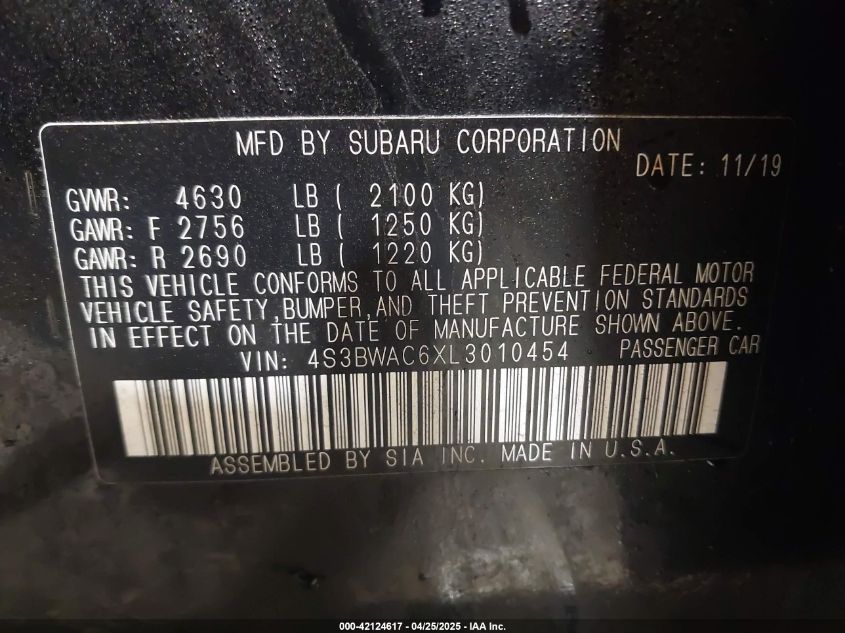 MFD BY SUBARU CORPORATION
DATE: 11/19
GVWR: 4630 LB ( 2100 KG)
GAWR: F 2756 LB ( 1250 KG)
GAWR: R 2690 LB ( 1220 KG)
THIS VEHICLE CONFORMS TO ALL APPLICABLE FEDERAL MOTOR
VEHICLE SAFETY, BUMPER, AND THEFT PREVENTION STANDARDS
IN EFFECT ON THE DATE OF MANUFACTURE SHOWN ABOVE.
VIN: 4S3BWAC6XL3010454 PASSENGER CAR
ASSEMBLED BY SIA INC. MADE IN U.S.A.
000-42124617 - 04/25/2025 - IAA Inc.